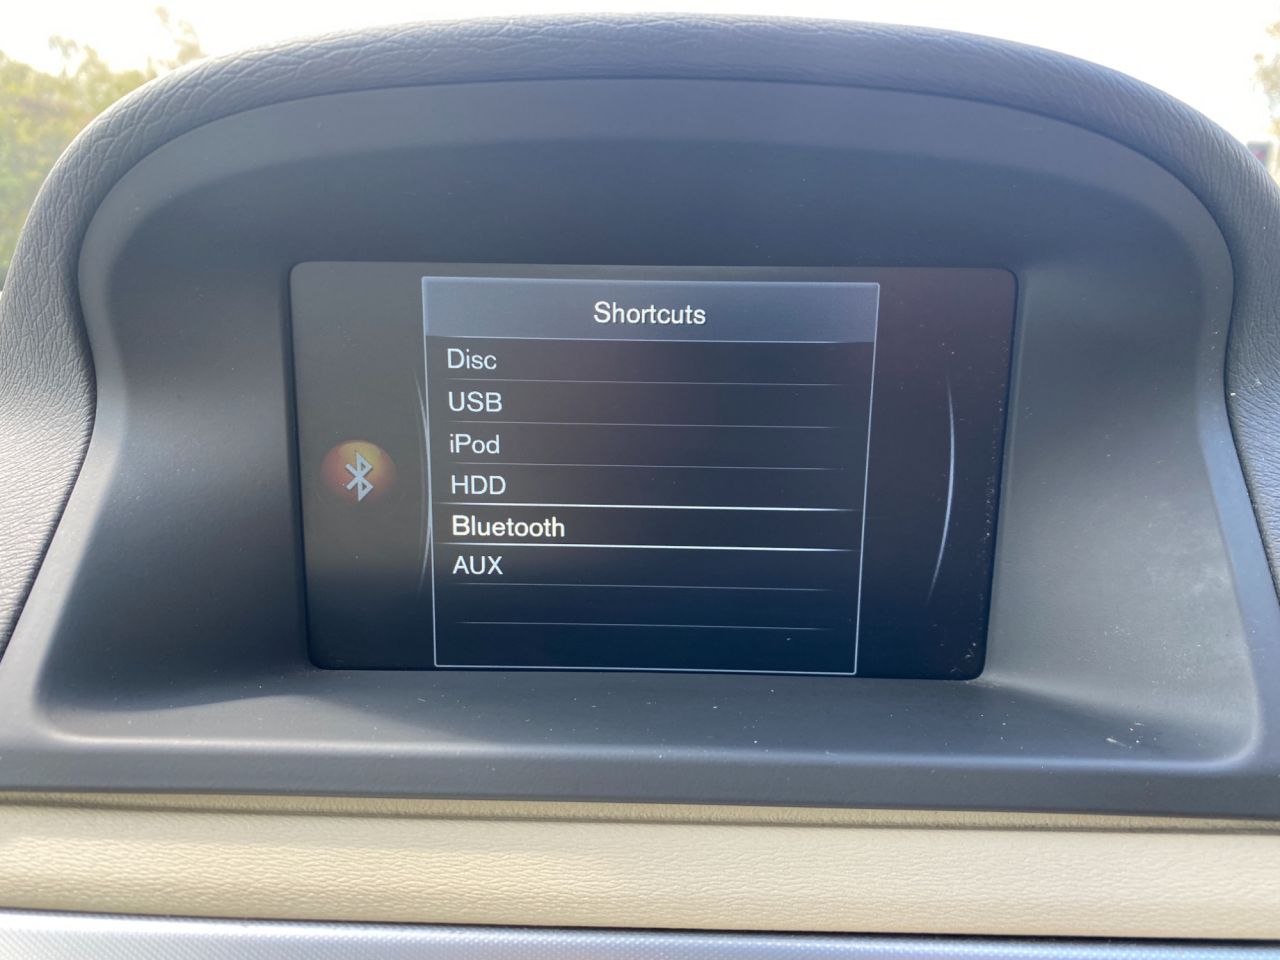 Shortcuts
Disc
USB
iPod
HDD
Bluetooth
AUX